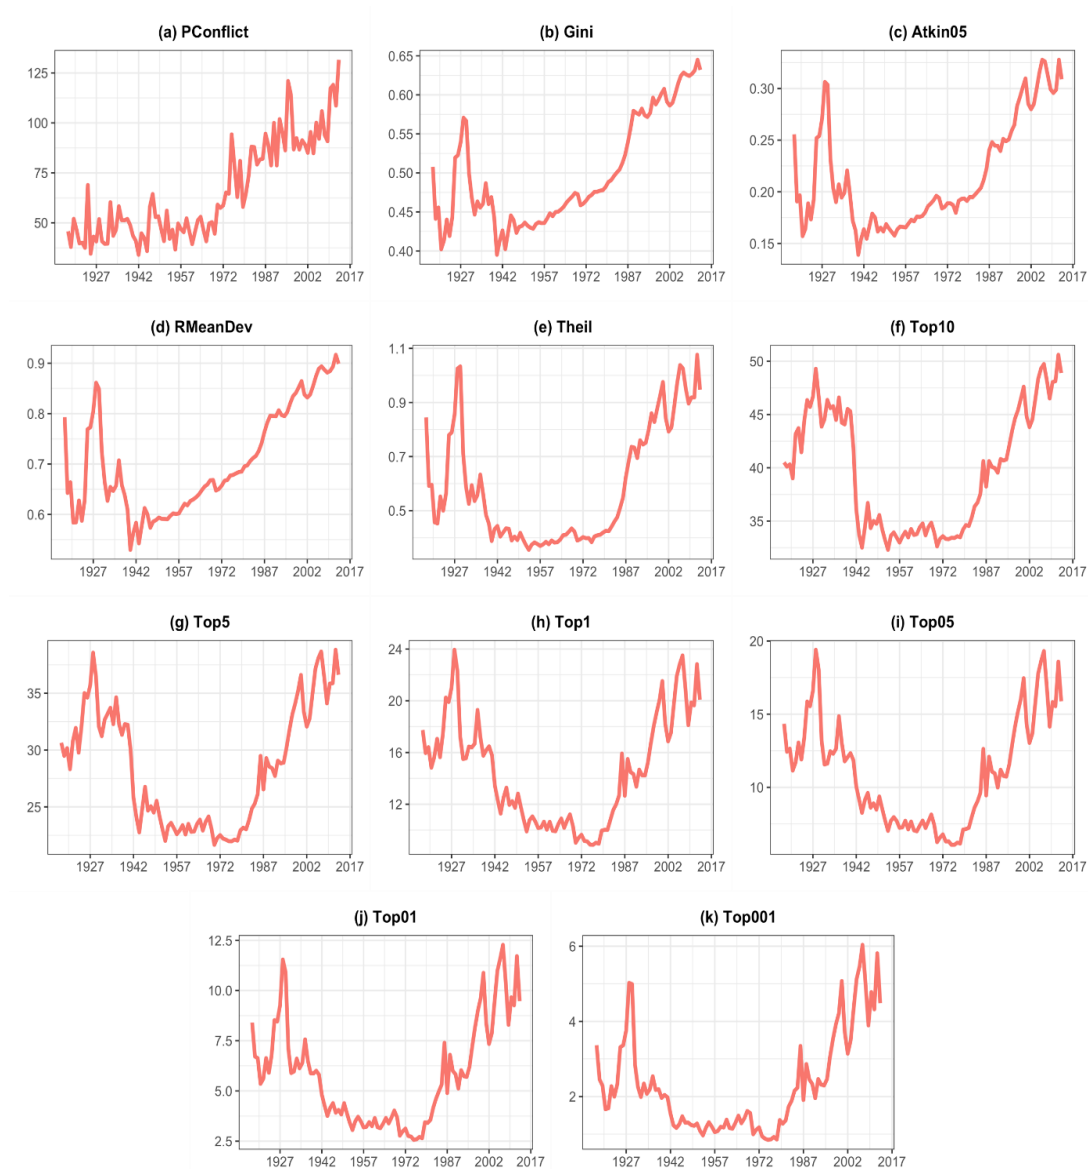 (a) PConflict
125
100
75
50
1927 1942 1957 1972 1987 2002 2017
(b) Gini
0.65
0.60
0.55
0.50
0.45
0.40
1927 1942 1957 1972 1987 2002 2017
(c) Atkin05
0.30
0.25
0.20
0.15
1927 1942 1957 1972 1987 2002 2017
(d) RMeanDev
0.9
0.8
0.7
0.6
1927 1942 1957 1972 1987 2002 2017
(e) Theil
1.1
0.9
0.7
0.5
1927 1942 1957 1972 1987 2002 2017
(f) Top10
50
45
40
35
1927 1942 1957 1972 1987 2002 2017
(g) Top5
35
30
25
1927 1942 1957 1972 1987 2002 2017
(h) Top1
24
20
16
12
1927 1942 1957 1972 1987 2002 2017
(i) Top05
20
15
10
1927 1942 1957 1972 1987 2002 2017
(j) Top01
12.5
10.0
7.5
5.0
2.5
1927 1942 1957 1972 1987 2002 2017
(k) Top001
6
4
2
1927 1942 1957 1972 1987 2002 2017